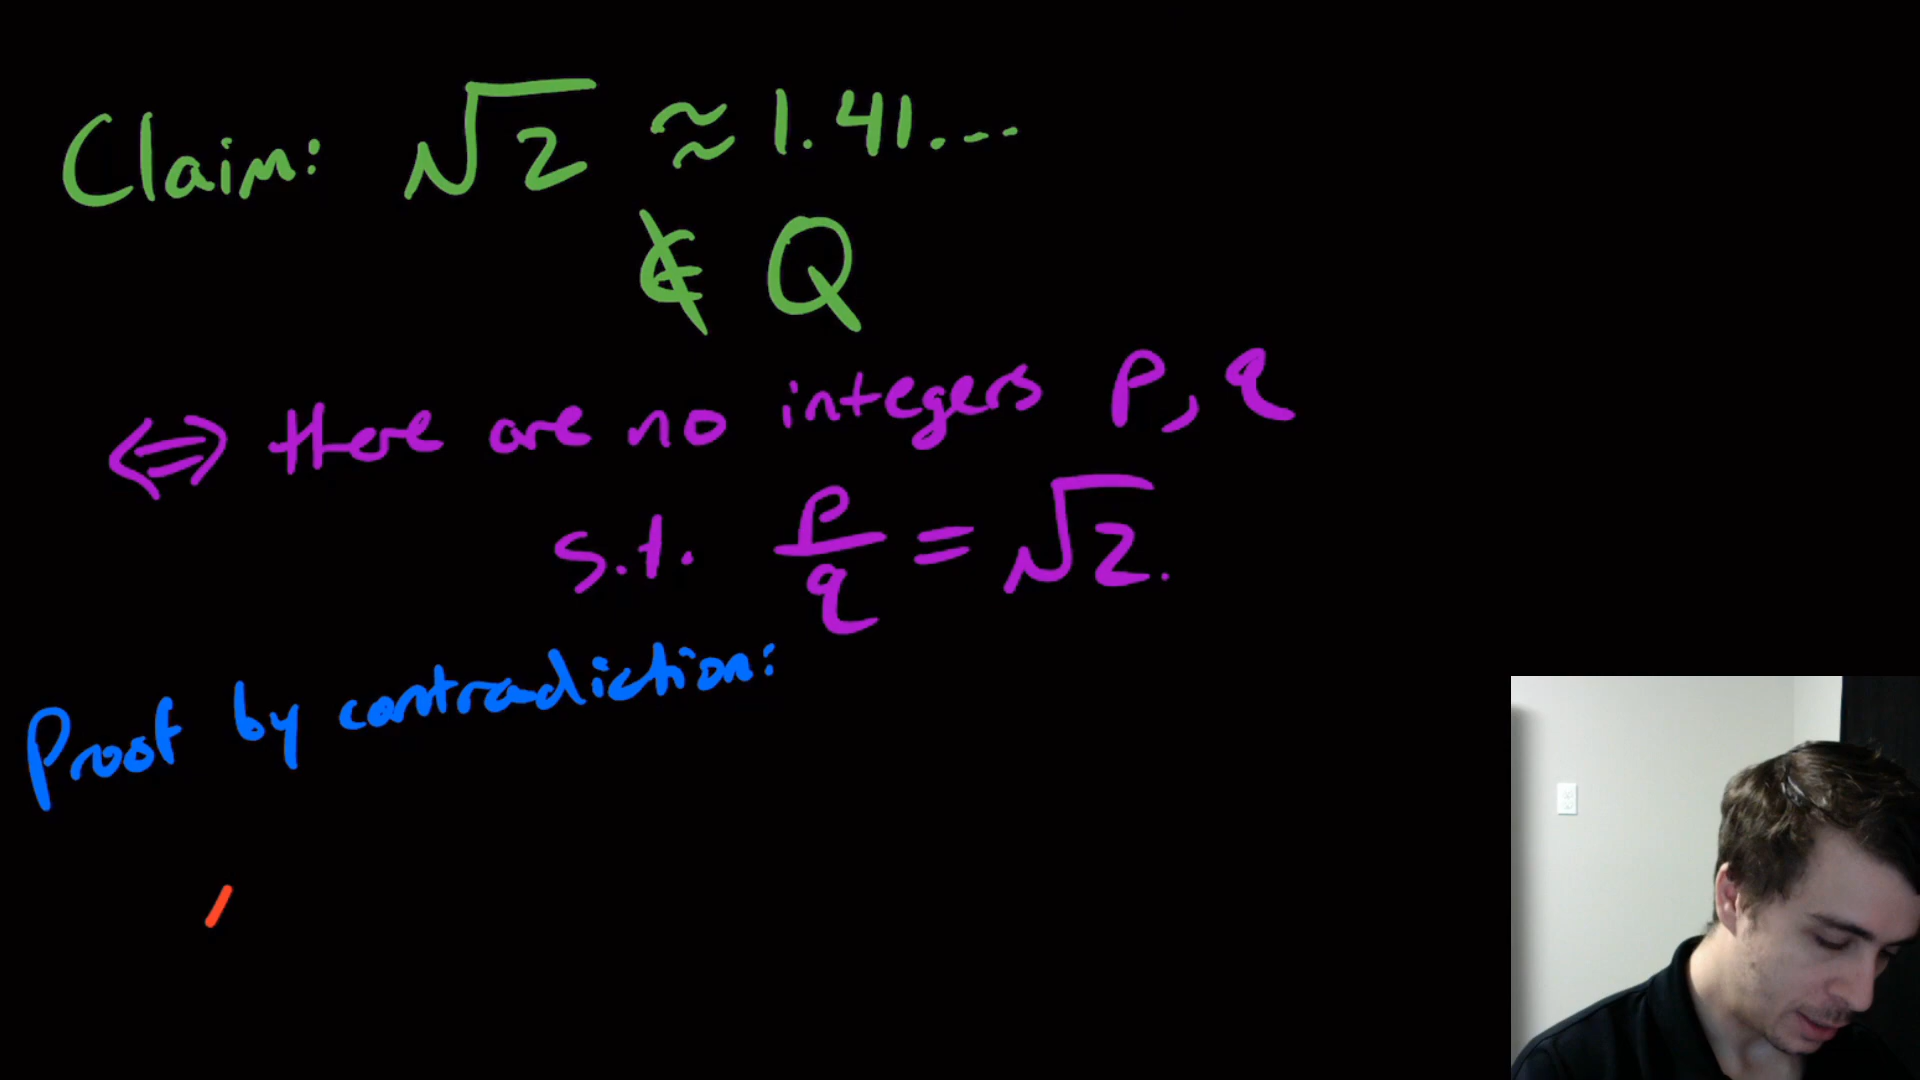 Claim: √2 ≈ 1.41...
∉ Q
⇔ there are no integers p, q
s.t. p/q = √2.
Proof by contradiction: